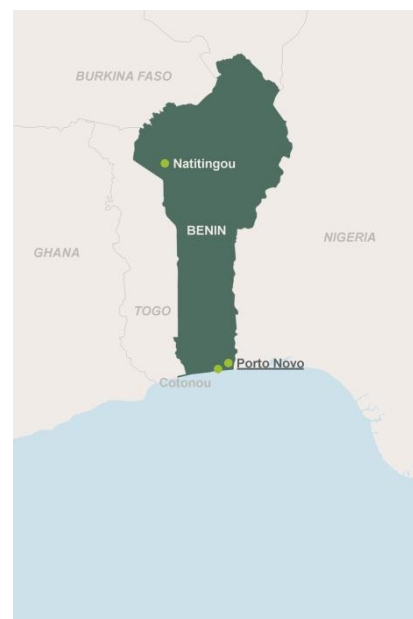 BURKINA FASO
Natitingou
BENIN
NIGERIA
GHANA
TOGO
Porto Novo
Cotonou